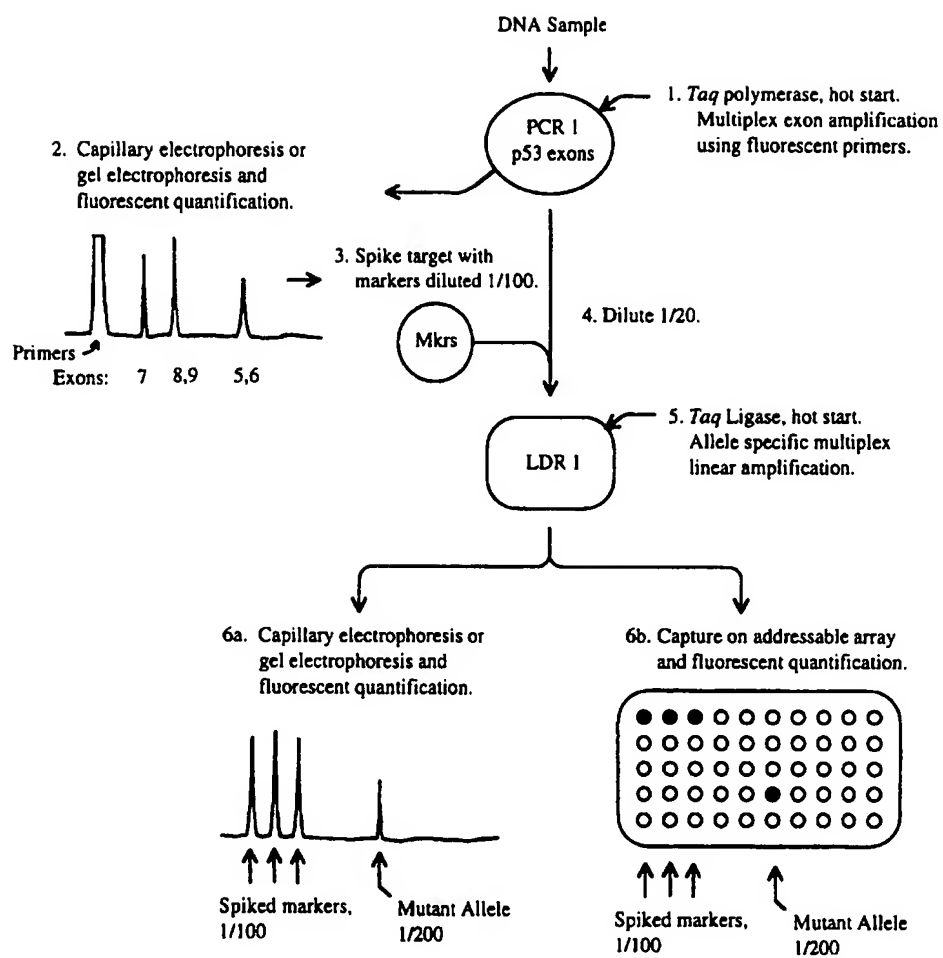 DNA Sample
PCR 1
p53 exons
1. Taq polymerase, hot start.
Multiplex exon amplification
using fluorescent primers.
2. Capillary electrophoresis or
gel electrophoresis and
fluorescent quantification.
Primers
Exons: 7 8,9 5,6
3. Spike target with
markers diluted 1/100.
Mkrs
4. Dilute 1/20.
LDR 1
5. Taq Ligase, hot start.
Allele specific multiplex
linear amplification.
6a. Capillary electrophoresis or
gel electrophoresis and
fluorescent quantification.
Spiked markers,
1/100
Mutant Allele
1/200
6b. Capture on addressable array
and fluorescent quantification.
Spiked markers,
1/100
Mutant Allele
1/200